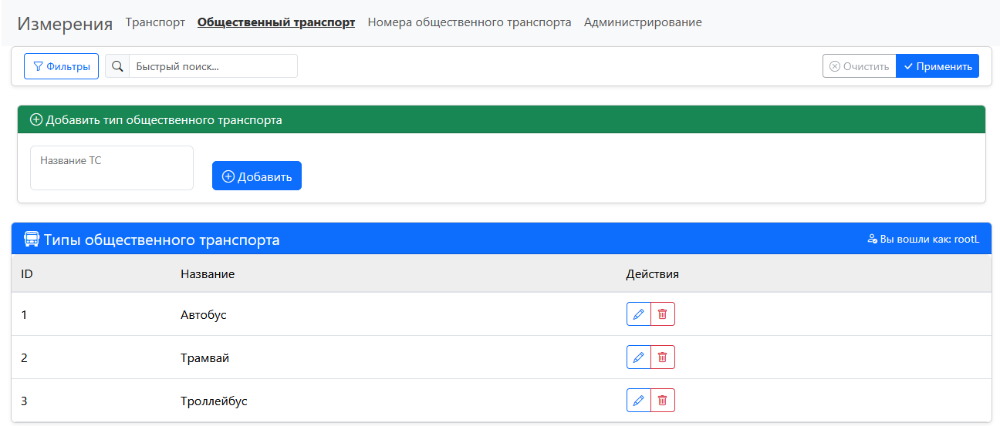 Измерения Транспорт Общественный транспорт Номера общественного транспорта Администрирование
Фильтры Быстрый поиск... Очистить Применить
Добавить тип общественного транспорта
Название ТС
Добавить
Типы общественного транспорта Вы вошли как: rootL
ID Название Действия
1 Автобус
2 Трамвай
3 Троллейбус